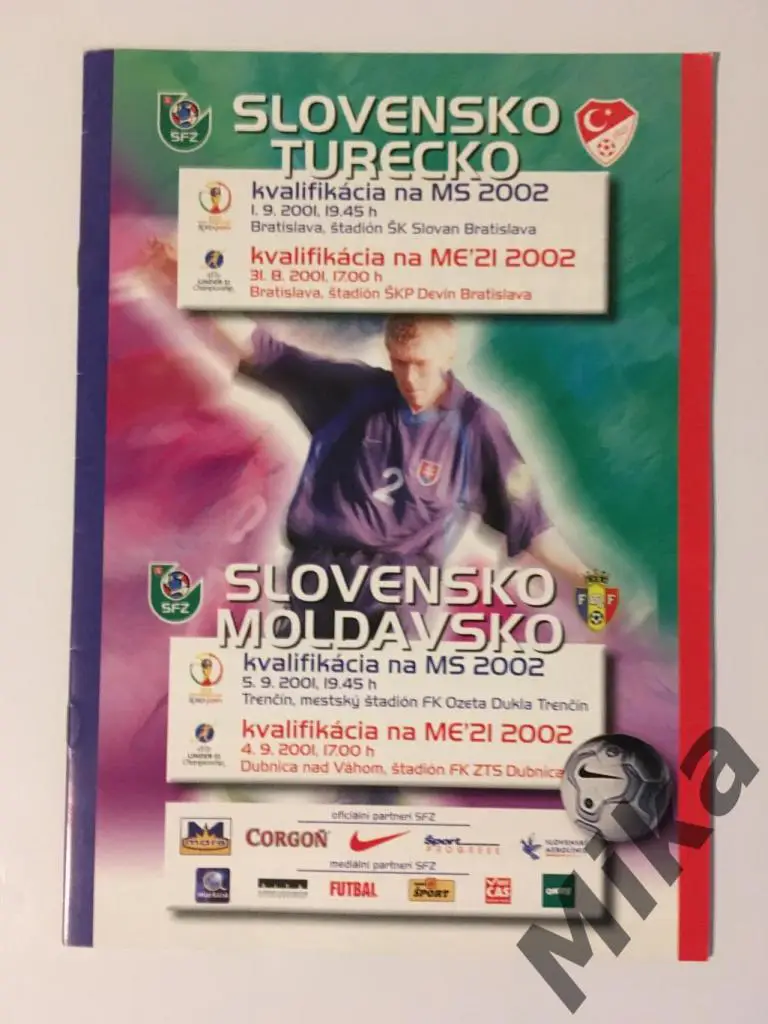 SFZ
SLOVENSKO
TURECKO
kvalifikácia na MS 2002
1. 9. 2001, 19.45 h
Bratislava, štadión ŠK Slovan Bratislava
kvalifikácia na ME'21 2002
31. 8. 2001, 17.00 h
Bratislava, štadión ŠKP Devín Bratislava
2
SFZ
SLOVENSKO
MOLDAVSKO
kvalifikácia na MS 2002
5. 9. 2001, 19.45 h
Trenčín, mestský štadión FK Ozeta Dukla Trenčín
kvalifikácia na ME'21 2002
4. 9. 2001, 17.00 h
Dubnica nad Váhom, štadión FK ZTS Dubnica
oficiálni partneri SFZ
CORGOŇ
Šport
PROGRESS
mediálni partneri SFZ
FUTBAL
ŠPORT
ČAS
Mika